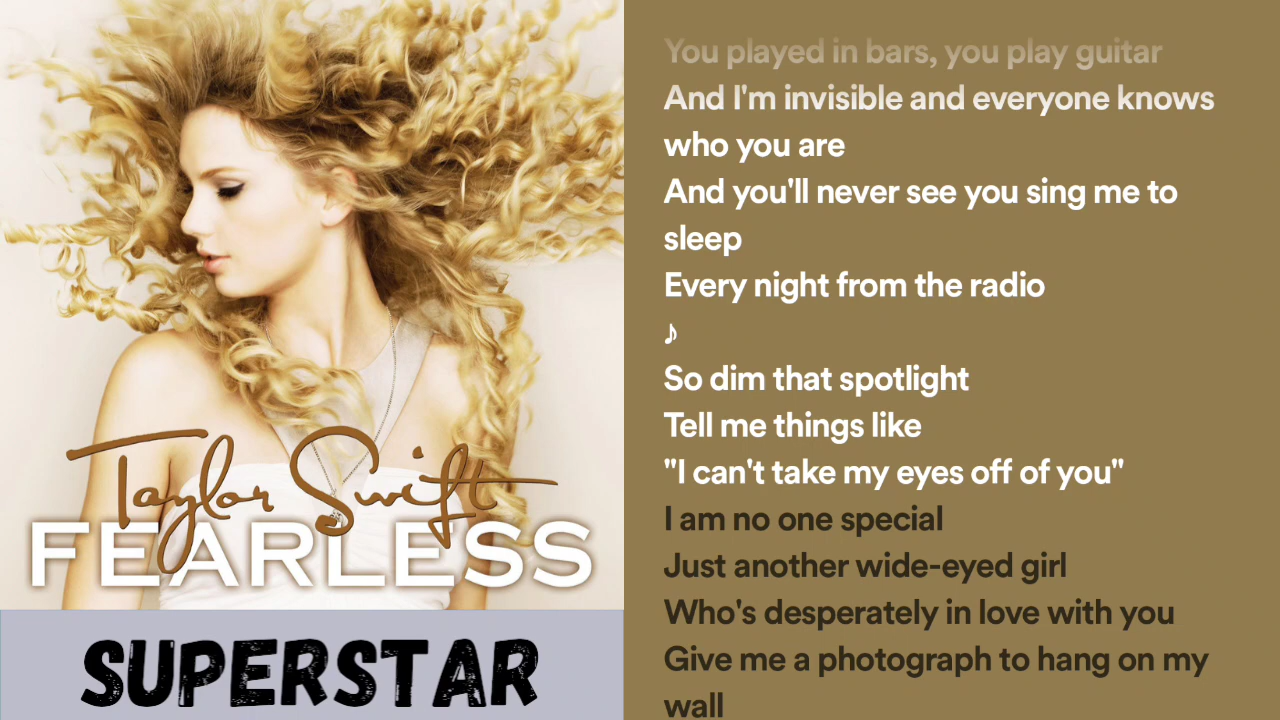 Taylor Swift
FEARLESS
SUPERSTAR
You played in bars, you play guitar
And I'm invisible and everyone knows
who you are
And you'll never see you sing me to
sleep
Every night from the radio
♪
So dim that spotlight
Tell me things like
"I can't take my eyes off of you"
I am no one special
Just another wide-eyed girl
Who's desperately in love with you
Give me a photograph to hang on my
wall